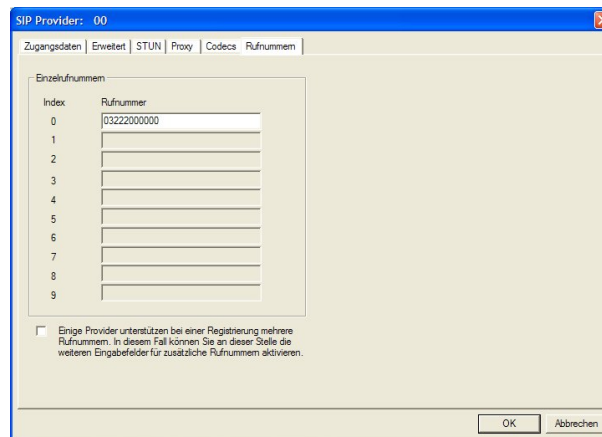 SIP Provider: 00
Zugangsdaten Erweitert STUN Proxy Codecs Rufnummern
Einzelrufnummern
Index Rufnummer
0 03222000000
1
2
3
4
5
6
7
8
9
Einige Provider unterstützen bei einer Registrierung mehrere
Rufnummern. In diesem Fall können Sie an dieser Stelle die
weiteren Eingabefelder für zusätzliche Rufnummern aktivieren.
OK Abbrechen